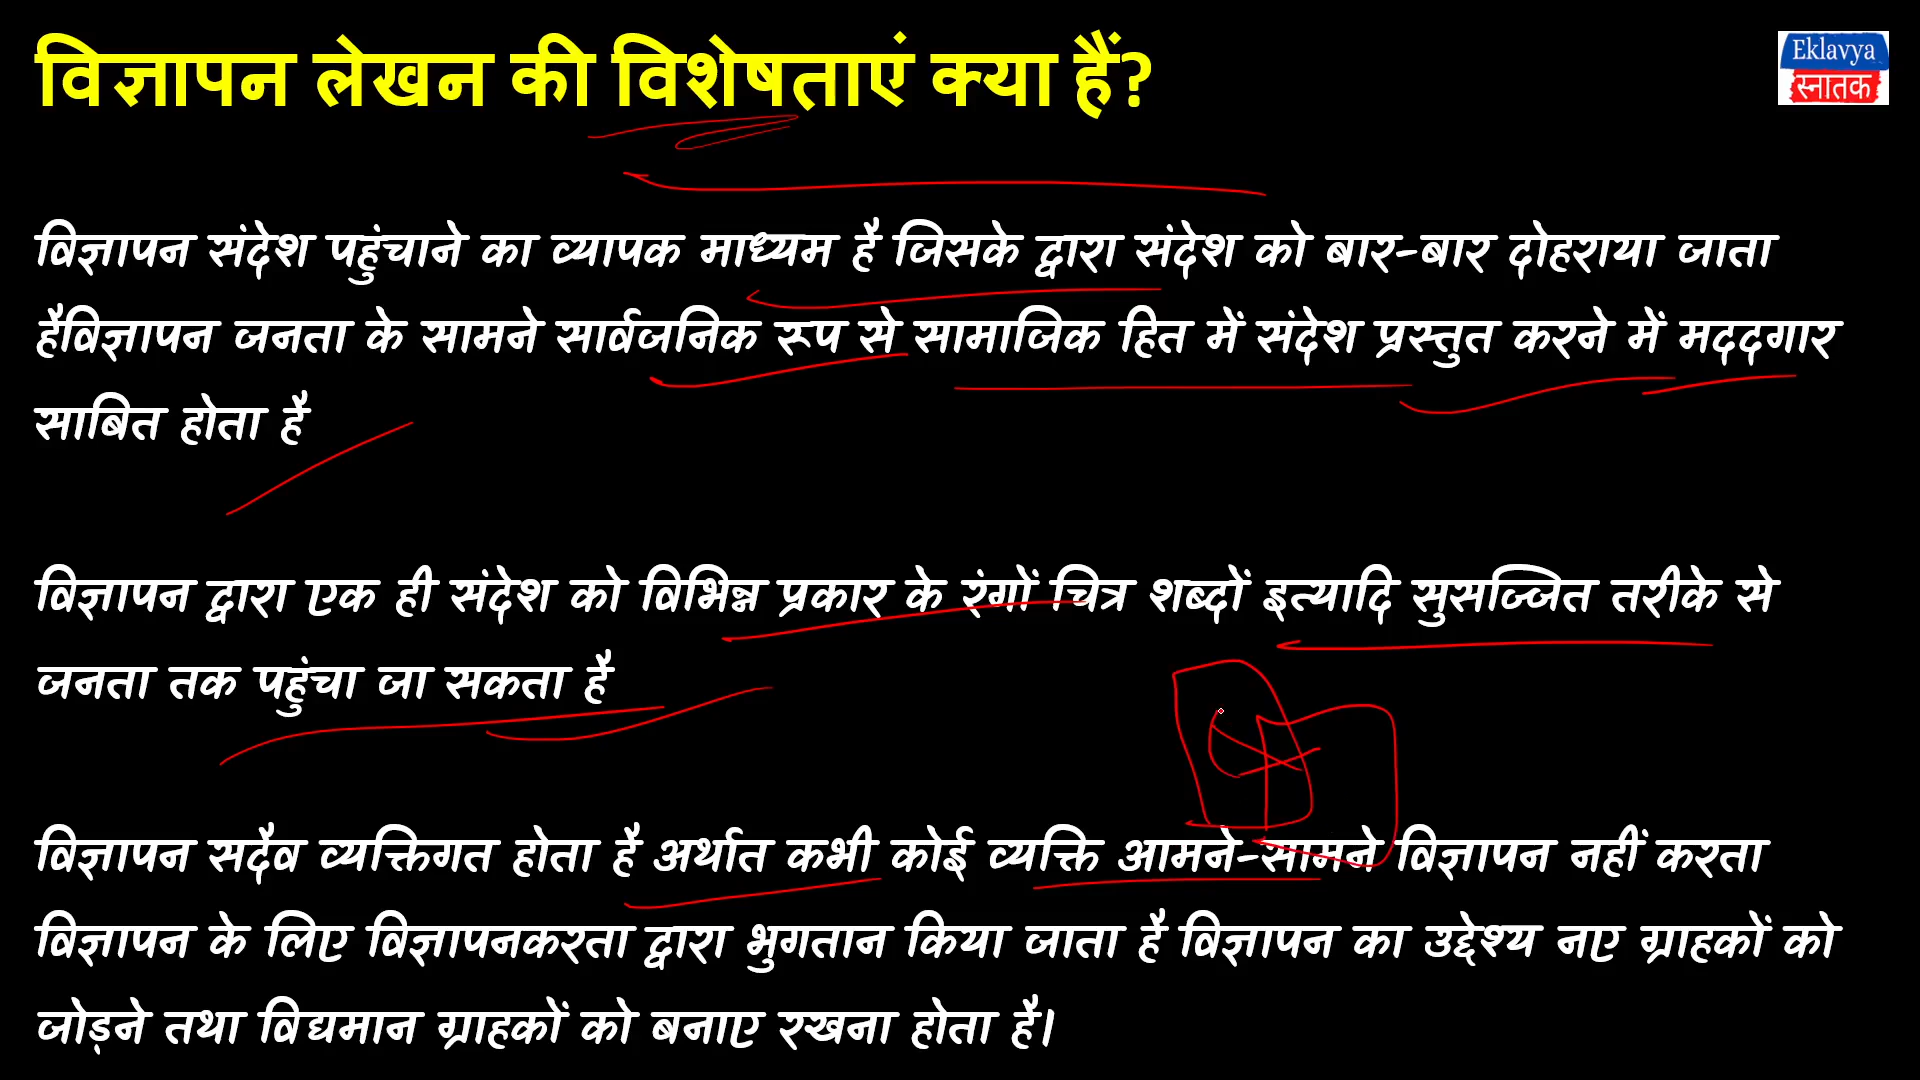 विज्ञापन लेखन की विशेषताएं क्या हैं?
Eklavya
स्नातक
विज्ञापन संदेश पहुंचाने का व्यापक माध्यम है जिसके द्वारा संदेश को बार-बार दोहराया जाता
हैविज्ञापन जनता के सामने सार्वजनिक रूप से सामाजिक हित में संदेश प्रस्तुत करने में मददगार
साबित होता है
विज्ञापन द्वारा एक ही संदेश को विभिन्न प्रकार के रंगों चित्र शब्दों इत्यादि सुसज्जित तरीके से
जनता तक पहुंचा जा सकता है
विज्ञापन सदैव व्यक्तिगत होता है अर्थात कभी कोई व्यक्ति आमने-सामने विज्ञापन नहीं करता
विज्ञापन के लिए विज्ञापनकरता द्वारा भुगतान किया जाता है विज्ञापन का उद्देश्य नए ग्राहकों को
जोड़ने तथा विद्यमान ग्राहकों को बनाए रखना होता है।